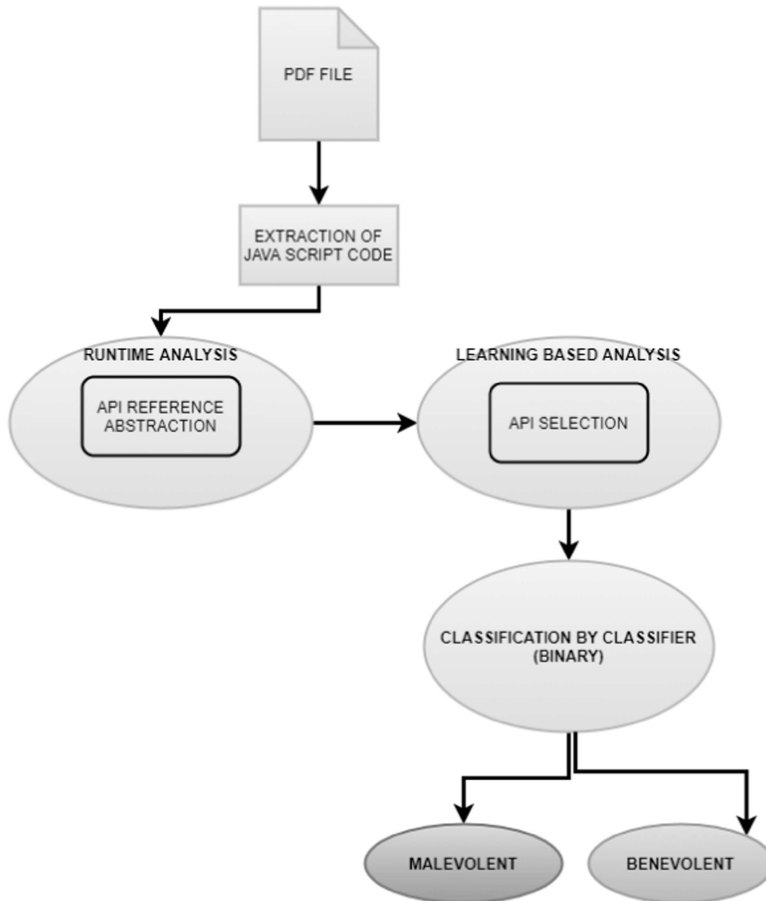 PDF FILE
EXTRACTION OF
JAVA SCRIPT CODE
RUNTIME ANALYSIS
API REFERENCE
ABSTRACTION
LEARNING BASED ANALYSIS
API SELECTION
CLASSIFICATION BY CLASSIFIER
(BINARY)
MALEVOLENT
BENEVOLENT